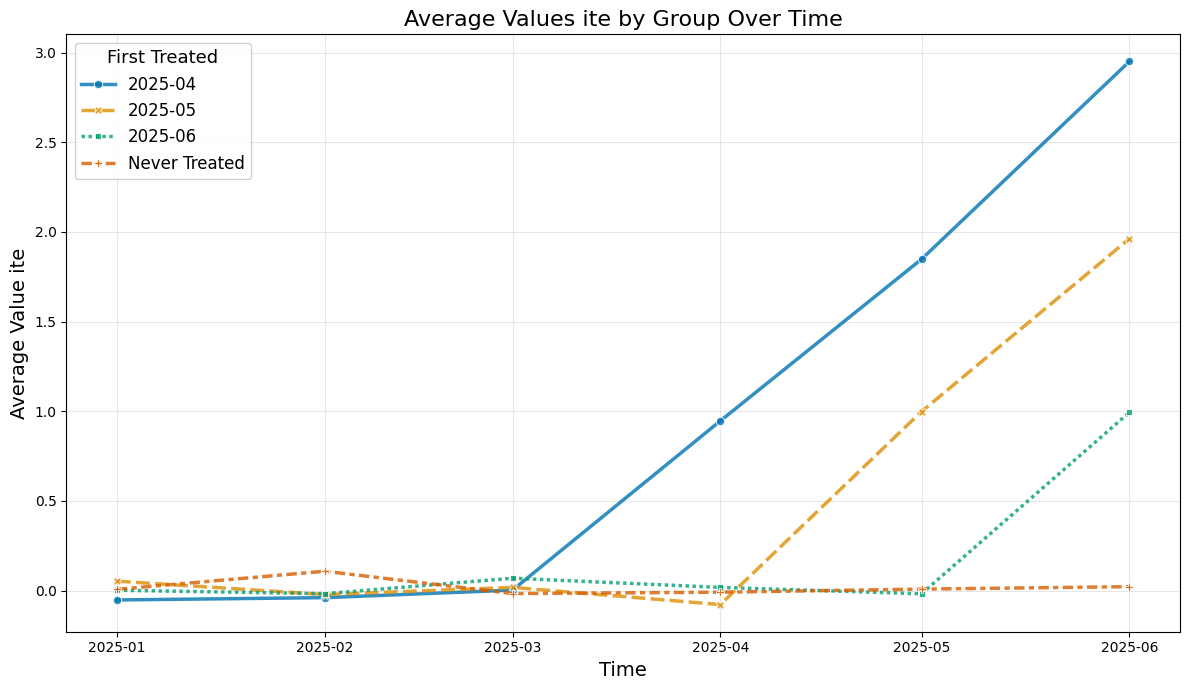 Average Values ite by Group Over Time
First Treated
2025-04
2025-05
2025-06
Never Treated
Average Value ite
3.0
2.5
2.0
1.5
1.0
0.5
0.0
2025-01 2025-02 2025-03 2025-04 2025-05 2025-06
Time